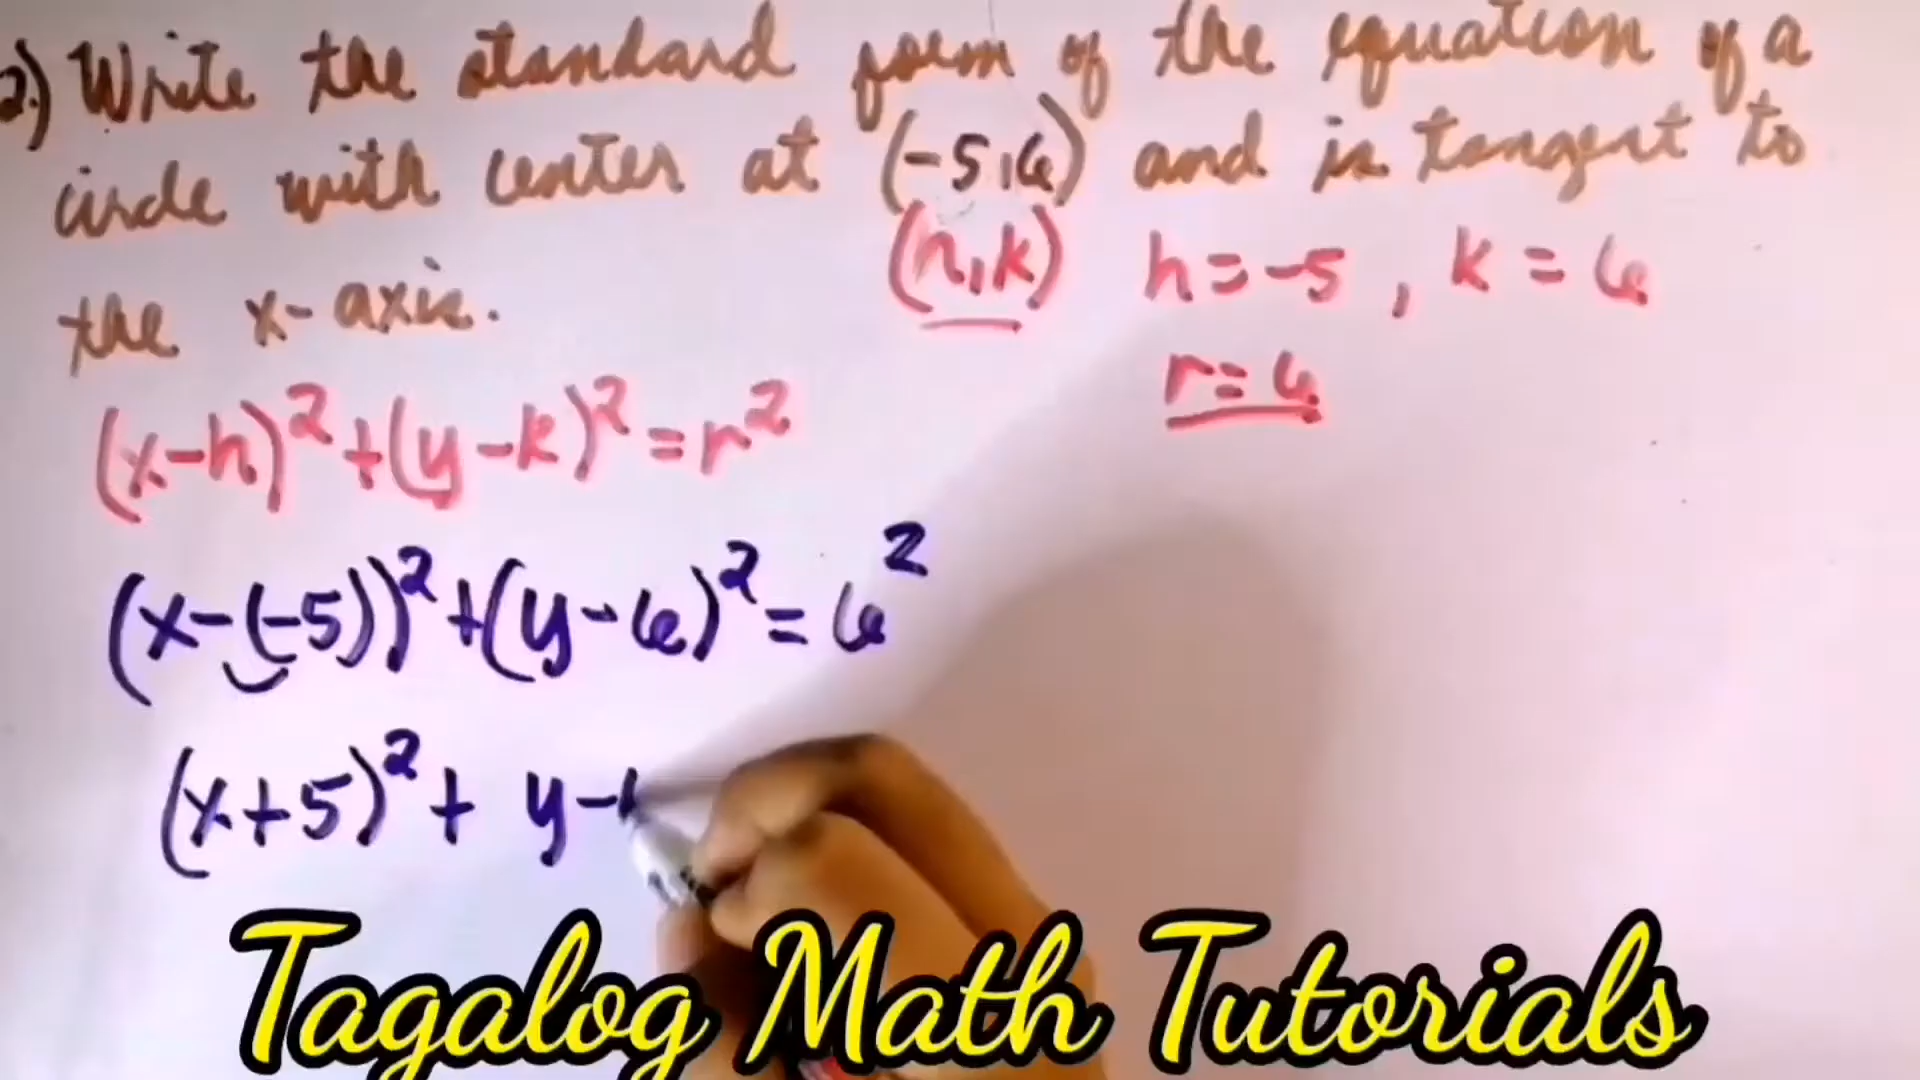 2.) Write the standard form of the equation of a
circle with center at (-5,6) and is tangent to
the x-axis.
(h,k) h=-5, k=6
r=6
(x-h)²+(y-k)²=r²
(x-(-5))²+(y-6)²=6²
(x+5)²+ y-
Tagalog Math Tutorials